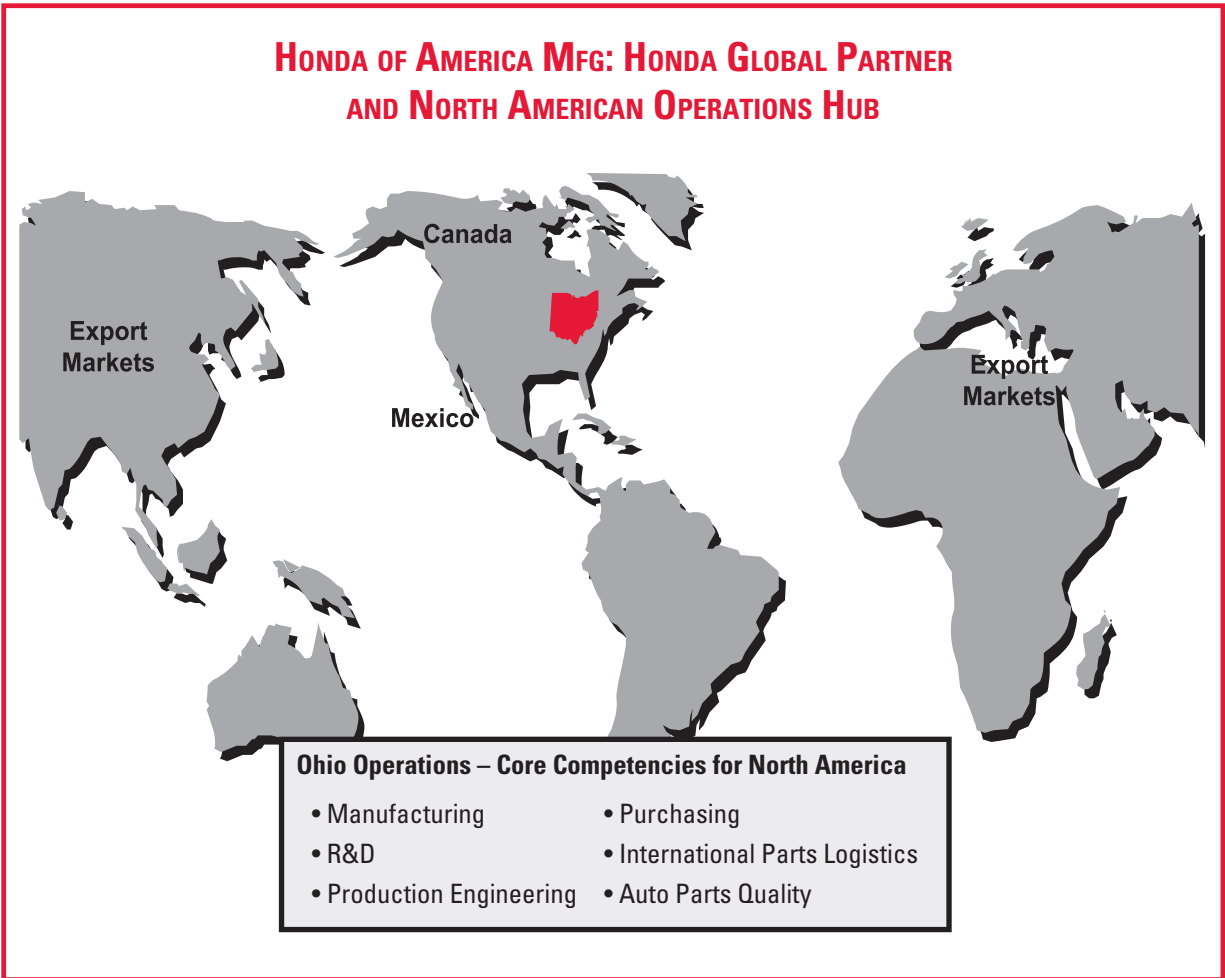 HONDA OF AMERICA MFG: HONDA GLOBAL PARTNER
AND NORTH AMERICAN OPERATIONS HUB
Canada
Export
Markets
Export
Markets
Mexico
Ohio Operations – Core Competencies for North America
• Manufacturing
• R&D
• Production Engineering
• Purchasing
• International Parts Logistics
• Auto Parts Quality